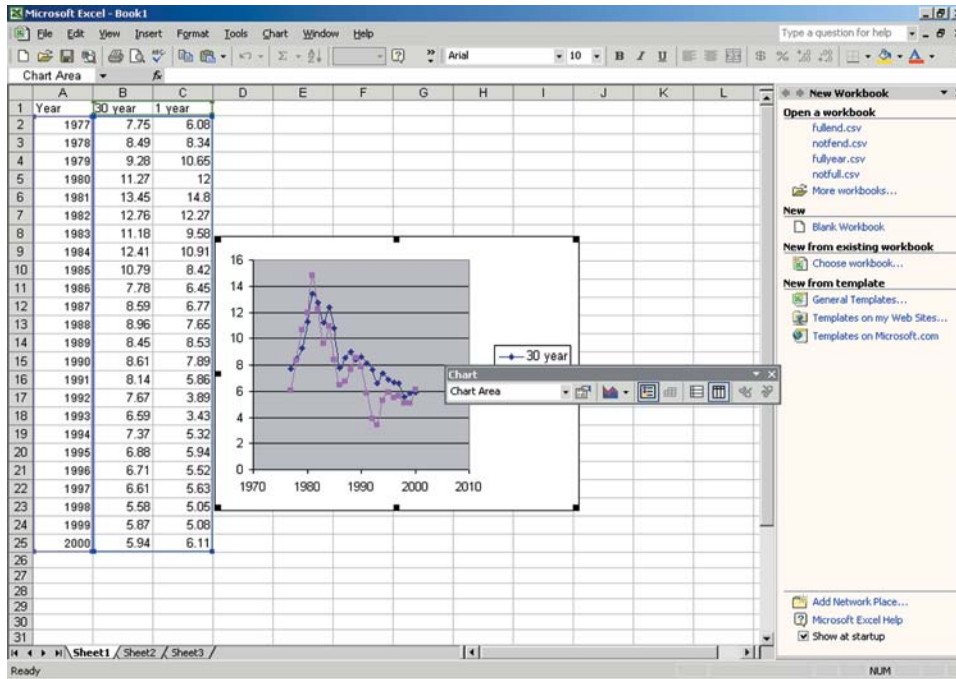 Microsoft Excel - Book1
File Edit View Insert Format Tools Chart Window Help Type a question for help
Arial 10 B I U $ %
Chart Area fx
A B C D E F G H I J K L
1 Year 30 year 1 year
2 1977 7.75 6.08
3 1978 8.49 8.34
4 1979 9.28 10.65
5 1980 11.27 12
6 1981 13.45 14.8
7 1982 12.76 12.27
8 1983 11.18 9.58
9 1984 12.41 10.91
10 1985 10.79 8.42
11 1986 7.78 6.45
12 1987 8.59 6.77
13 1988 8.96 7.65
14 1989 8.45 8.53
15 1990 8.61 7.89
16 1991 8.14 5.86
17 1992 7.67 3.89
18 1993 6.59 3.43
19 1994 7.37 5.32
20 1995 6.88 5.94
21 1996 6.71 5.52
22 1997 6.61 5.63
23 1998 5.58 5.05
24 1999 5.87 5.08
25 2000 5.94 6.11
26
27
28
29
30
31
16
14
12
10
8
6
4
2
0
1970 1980 1990 2000 2010
30 year
Chart
Chart Area
New Workbook
Open a workbook
fullend.csv
notfend.csv
fullyear.csv
notfull.csv
More workbooks...
New
Blank Workbook
New from existing workbook
Choose workbook...
New from template
General Templates...
Templates on my Web Sites...
Templates on Microsoft.com
Add Network Place...
Microsoft Excel Help
Show at startup
Sheet1 Sheet2 Sheet3
Ready NUM